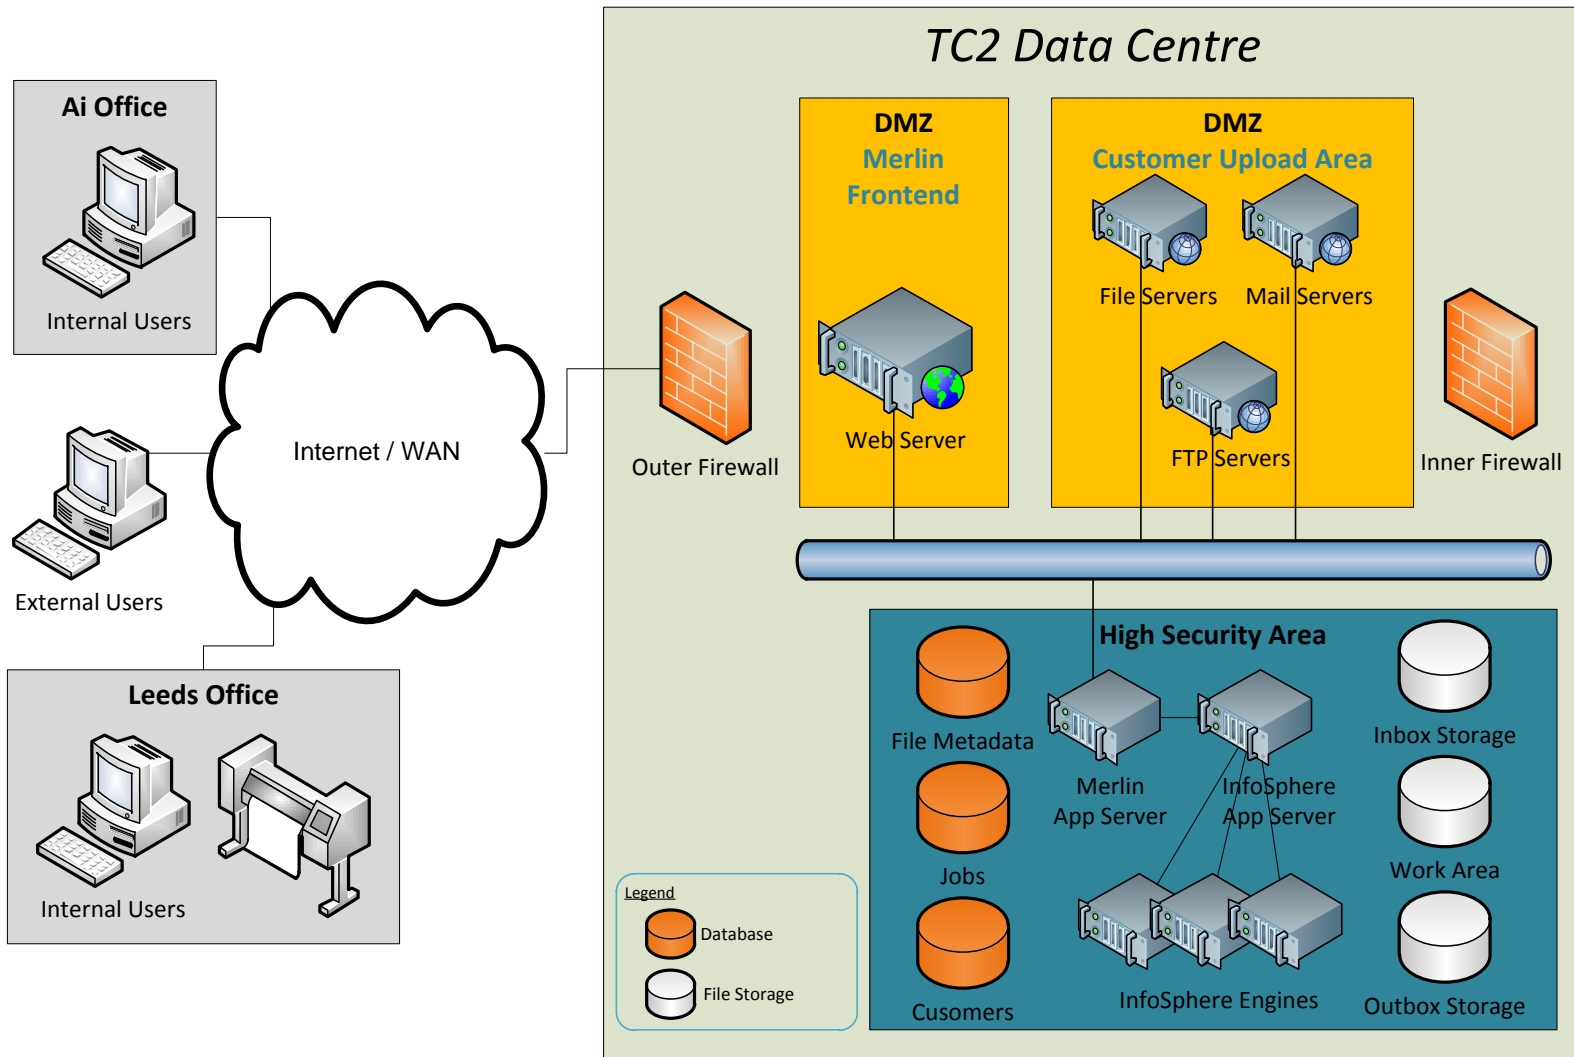 TC2 Data Centre
Ai Office
Internal Users
External Users
Leeds Office
Internal Users
Internet / WAN
Outer Firewall
DMZ
Merlin
Frontend
Web Server
DMZ
Customer Upload Area
File Servers
Mail Servers
FTP Servers
Inner Firewall
High Security Area
File Metadata
Jobs
Cusomers
Merlin
App Server
InfoSphere
App Server
InfoSphere Engines
Inbox Storage
Work Area
Outbox Storage
Legend
Database
File Storage